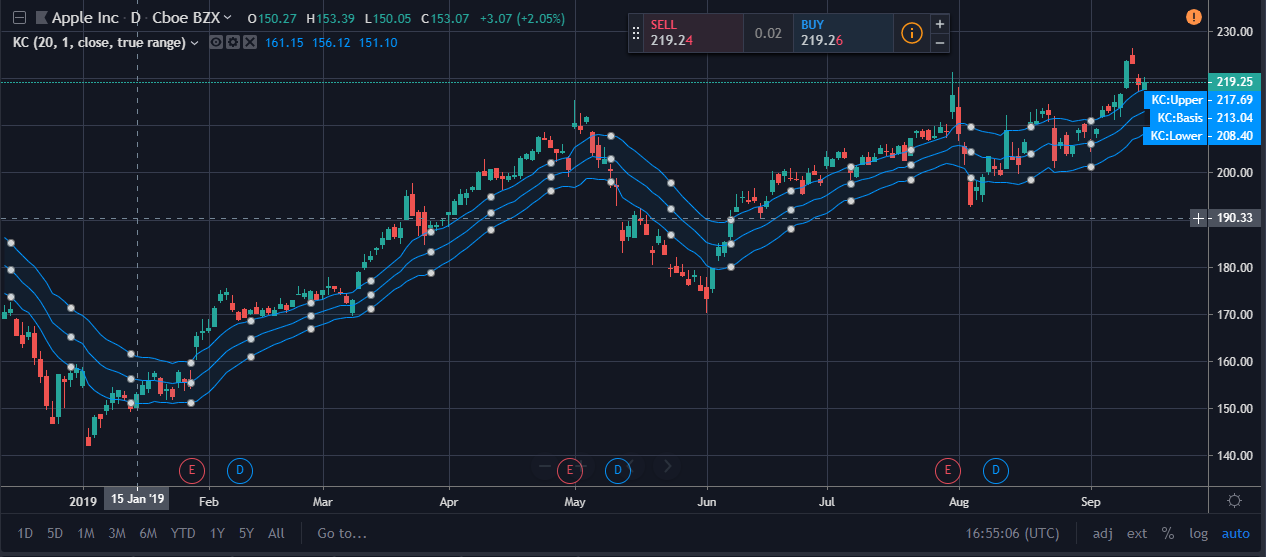 Apple Inc · D · Cboe BZX O150.27 H153.39 L150.05 C153.07 +3.07 (+2.05%)
KC (20, 1, close, true range) 161.15 156.12 151.10
SELL
219.24
0.02
BUY
219.26
230.00
219.25
KC:Upper 217.69
KC:Basis 213.04
KC:Lower 208.40
200.00
190.33
180.00
170.00
160.00
150.00
140.00
E D E D E D
2019 15 Jan '19 Feb Mar Apr May Jun Jul Aug Sep
1D 5D 1M 3M 6M YTD 1Y 5Y All Go to... 16:55:06 (UTC) adj ext % log auto